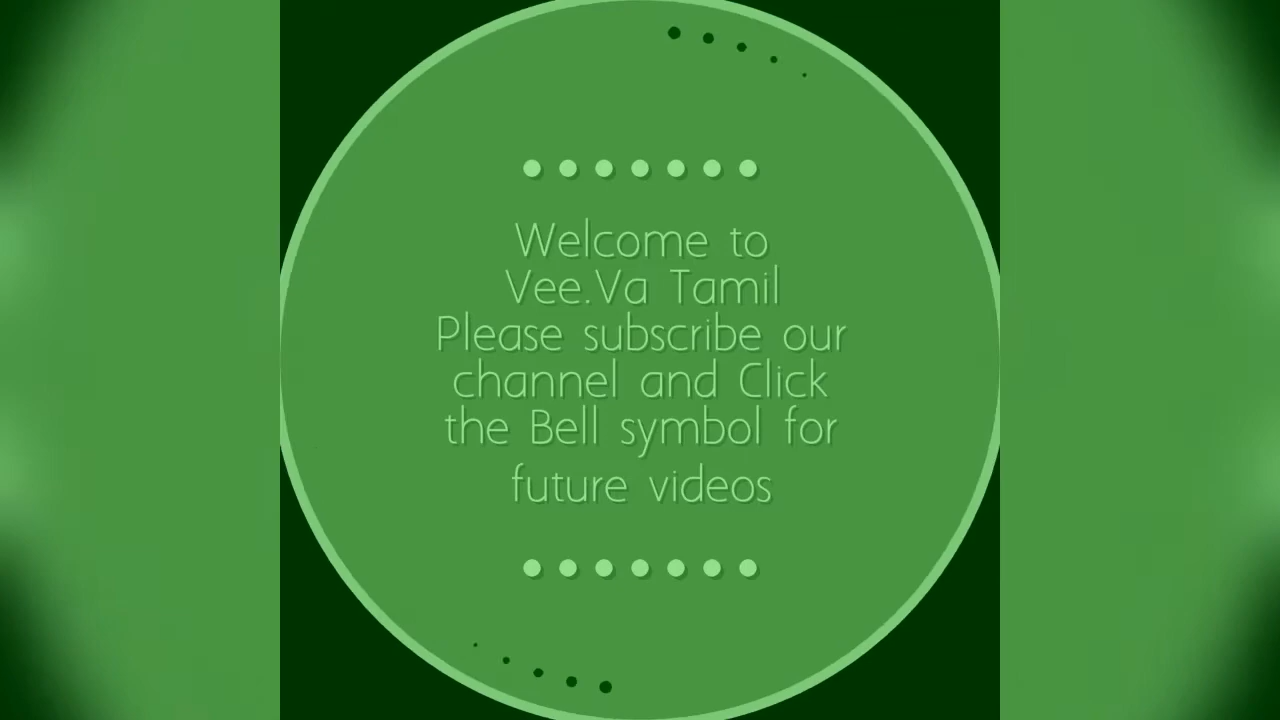 Welcome to
Vee.Va Tamil
Please subscribe our
channel and Click
the Bell symbol for
future videos